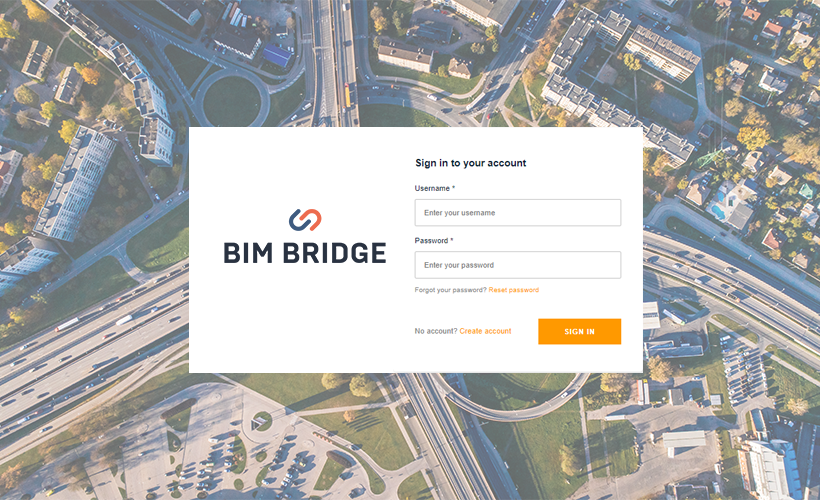 BIM BRIDGE
Sign in to your account
Username *
Enter your username
Password *
Enter your password
Forgot your password? Reset password
No account? Create account
SIGN IN